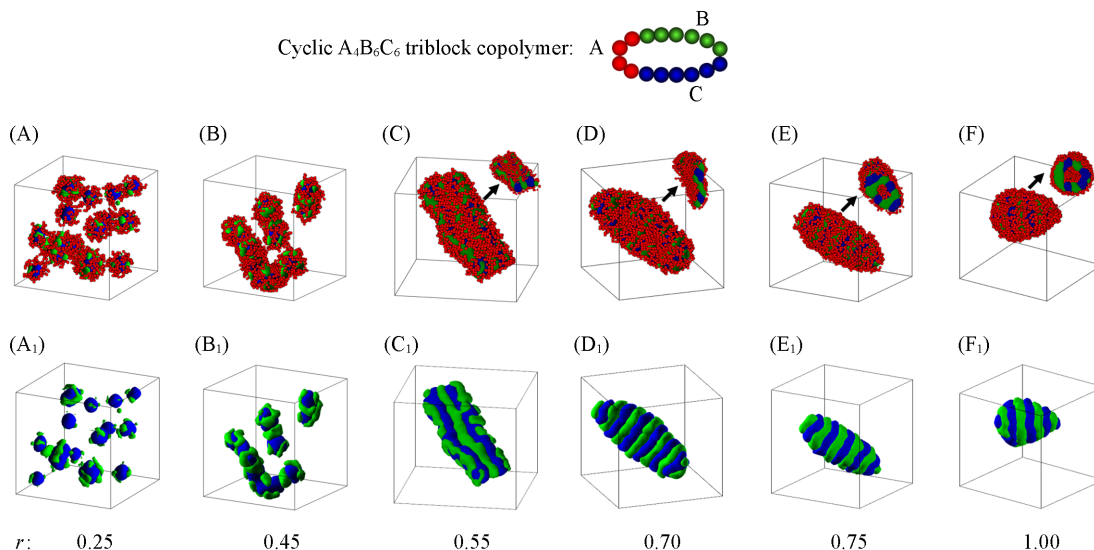 B
Cyclic A₄B₆C₆ triblock copolymer: A
C
(A) (B) (C) (D) (E) (F)
(A₁) (B₁) (C₁) (D₁) (E₁) (F₁)
r: 0.25 0.45 0.55 0.70 0.75 1.00